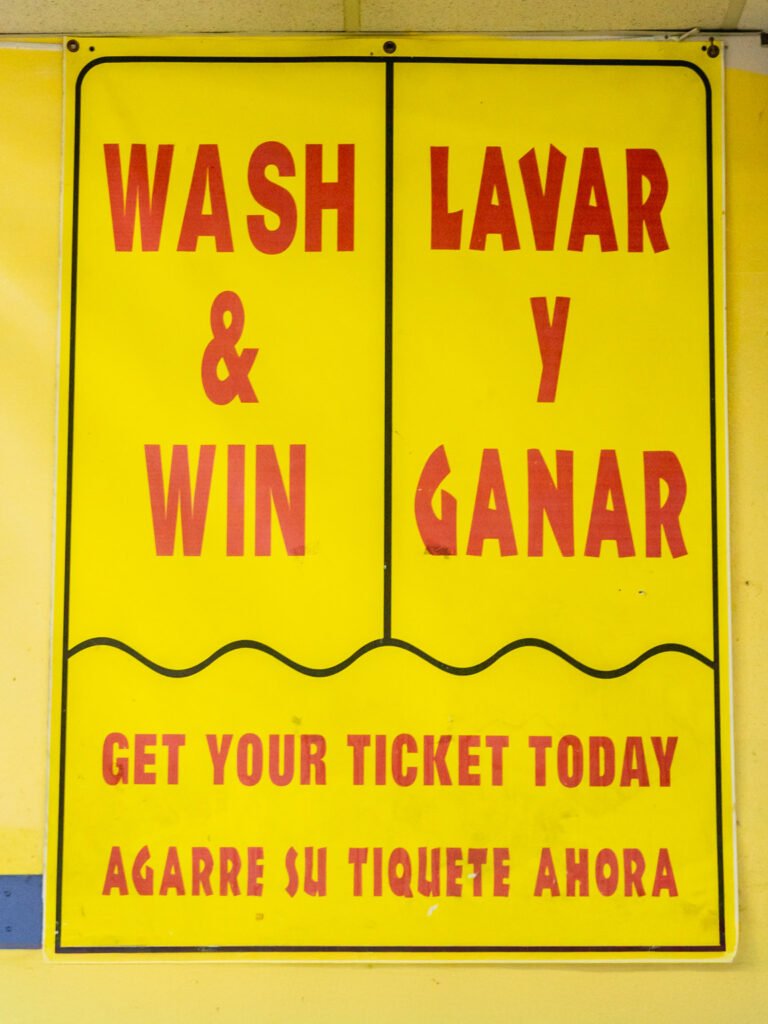 WASH
&
WIN
LAVAR
Y
GANAR
GET YOUR TICKET TODAY
AGARRE SU TIQUETE AHORA